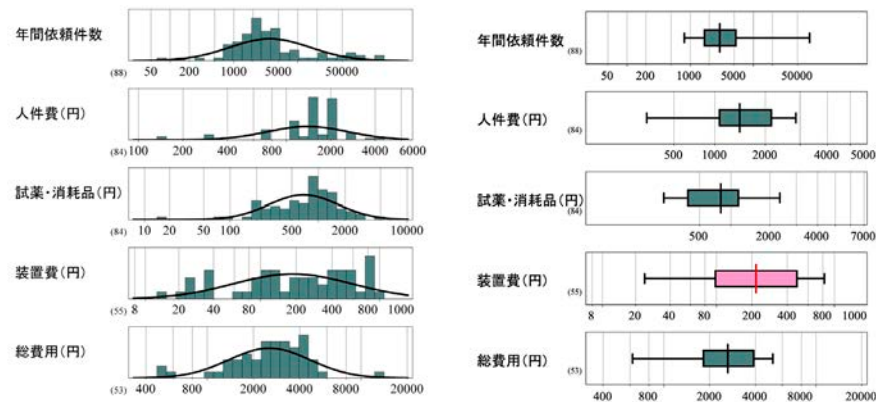 年間依頼件数
(88) 50 200 1000 5000 50000
人件費(円)
(84) 100 200 400 800 2000 4000 6000
試薬・消耗品(円)
(84) 10 20 50 100 500 2000 10000
装置費(円)
(55) 8 20 40 80 200 400 800 1000
総費用(円)
(53) 400 800 2000 4000 8000 20000
年間依頼件数
(88) 50 200 1000 5000 50000
人件費(円)
(84) 500 1000 2000 4000 5000
試薬・消耗品(円)
(84) 500 2000 4000 7000
装置費(円)
(55) 8 20 40 80 200 400 800 1000
総費用(円)
(53) 400 800 2000 4000 8000 20000